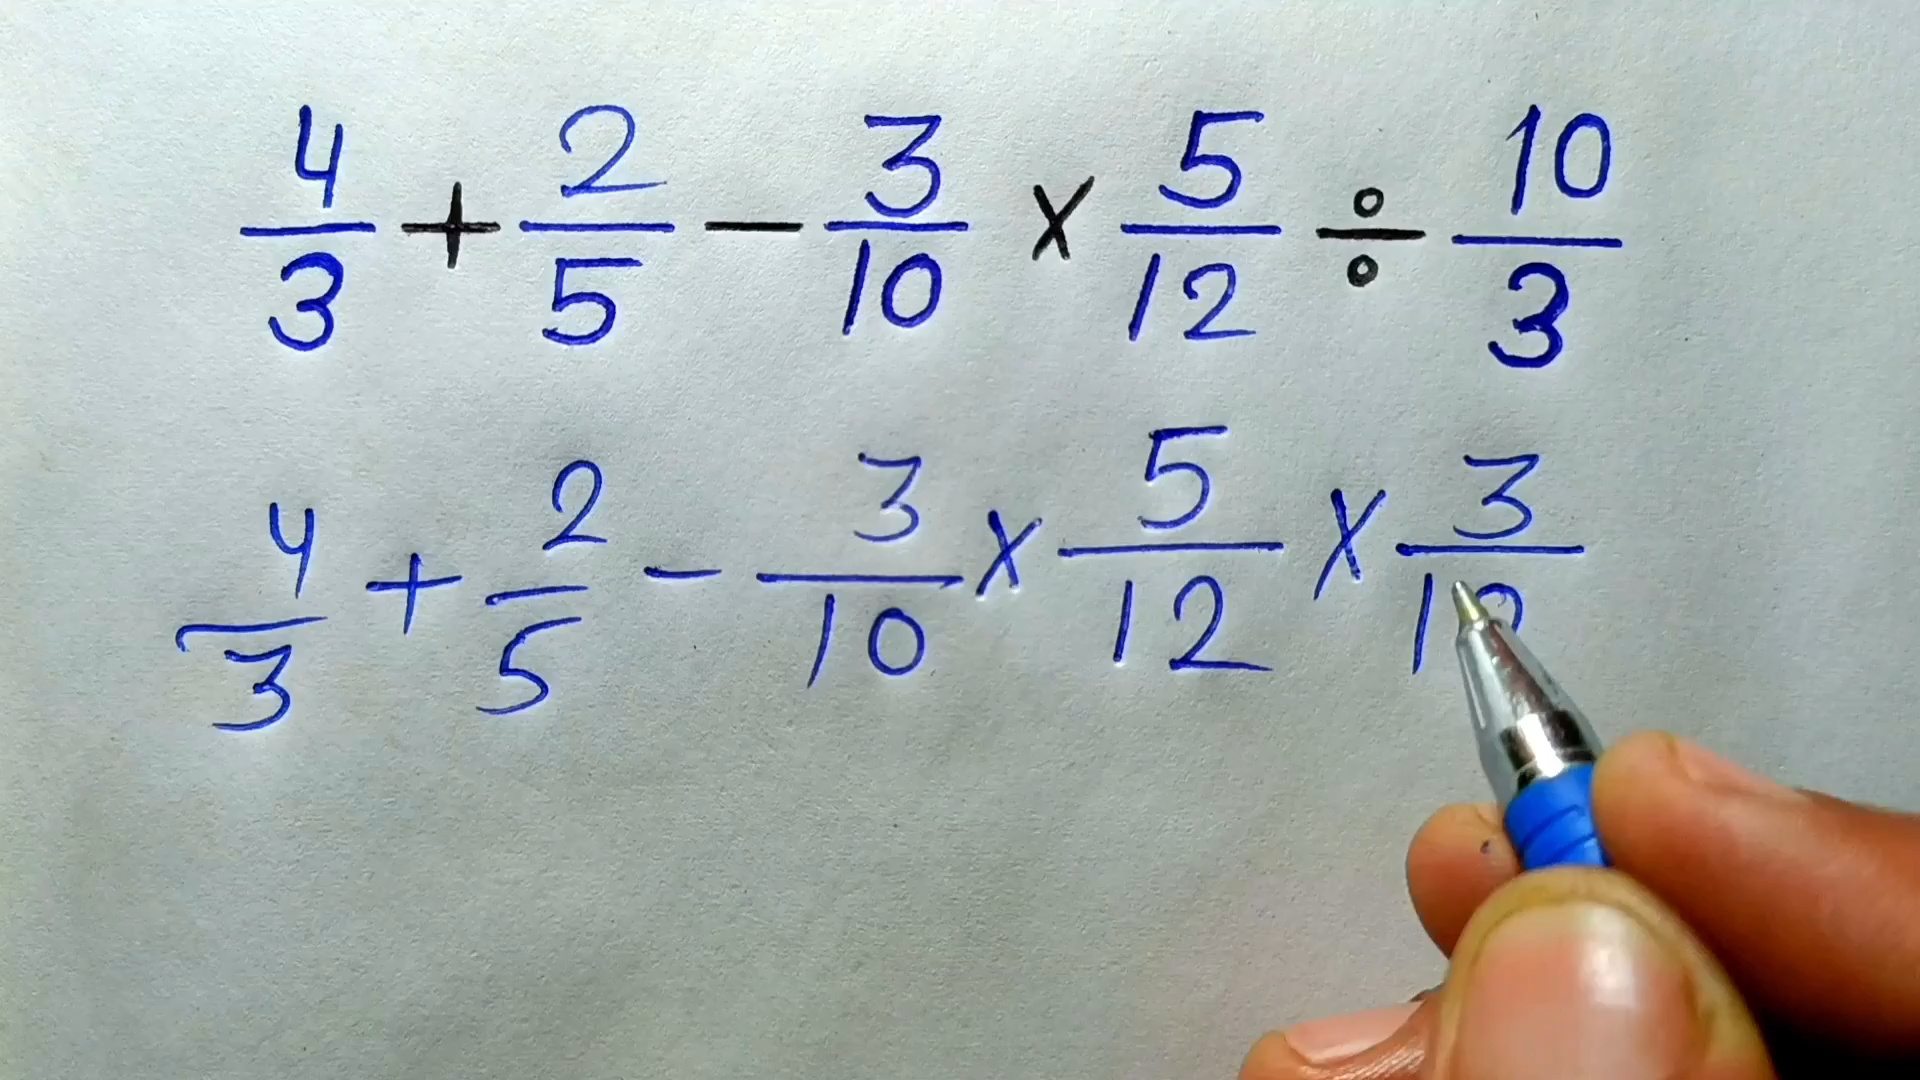 4/3 + 2/5 − 3/10 × 5/12 ÷ 10/3
4/3 + 2/5 − 3/10 × 5/12 × 3/10